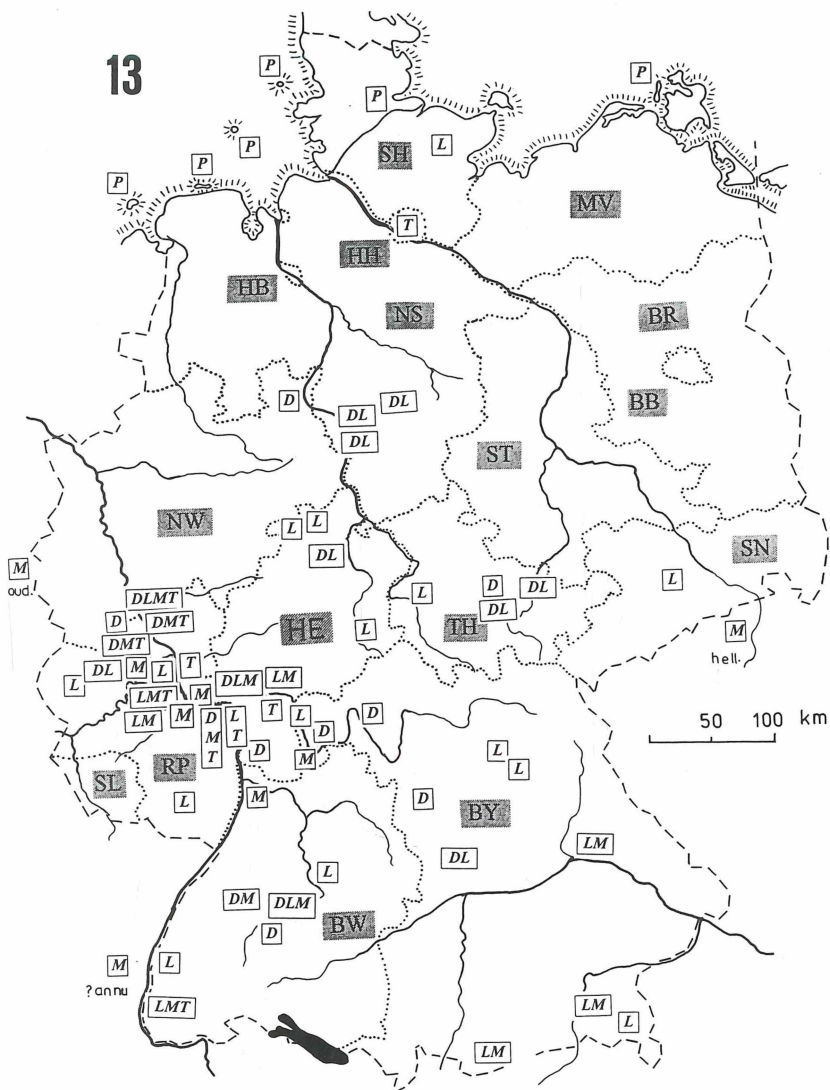 13
P
P
P
P
P
P
P
SH
L
MV
T
HH
HB
NS
BR
BB
D
DL
DL
DL
ST
NW
L
L
DL
SN
M
oud.
DLMT
D
DMT
DMT
HE
L
L
TH
D
DL
DL
L
M
hell.
L
DL
M
L
T
DLM
LM
LMT
M
LM
M
D
M
T
L
T
T
L
D
D
M
D
SL
RP
L
M
D
L
L
D
BY
DL
LM
50 100 km
L
DM
DLM
D
BW
M
?annu
L
LMT
LM
LM
L